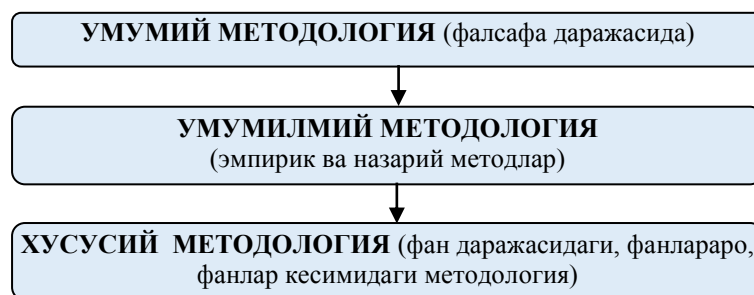 УМУМИЙ МЕТОДОЛОГИЯ (фалсафа даражасида)
УМУМИЛМИЙ МЕТОДОЛОГИЯ
(эмпирик ва назарий методлар)
ХУСУСИЙ МЕТОДОЛОГИЯ (фан даражасидаги, фанлараро,
фанлар кесимидаги методология)